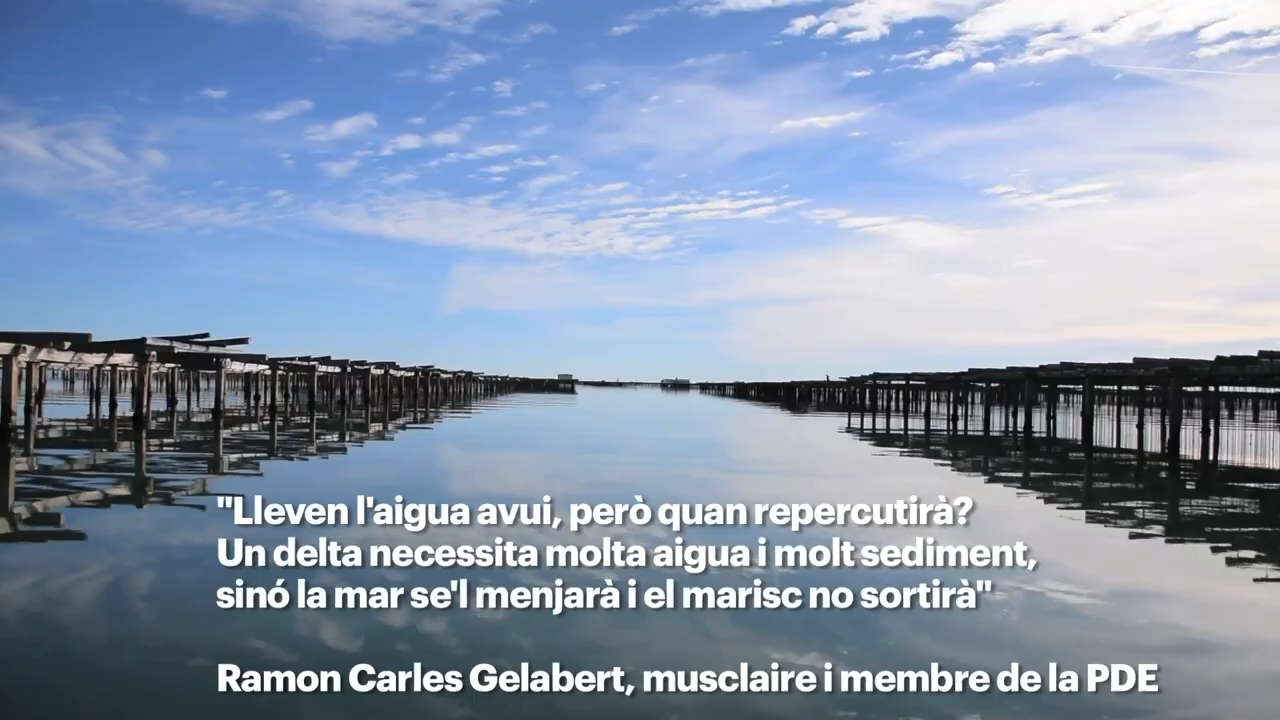 "Lleven l'aigua avui, però quan repercutirà?
Un delta necessita molta aigua i molt sediment,
sinó la mar se'l menjarà i el marisc no sortirà"
Ramon Carles Gelabert, musclaire i membre de la PDE